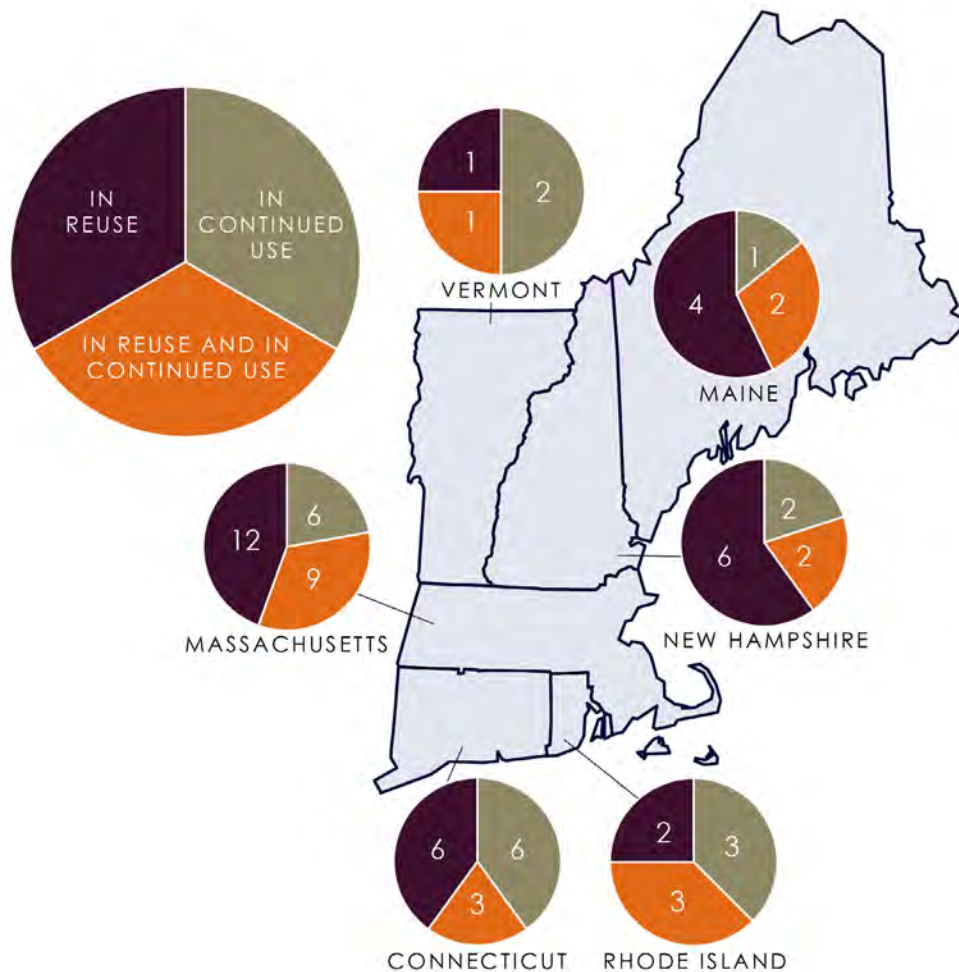 IN
REUSE
IN
CONTINUED
USE
IN REUSE AND IN
CONTINUED USE
1
2
1
VERMONT
1
4
2
MAINE
6
12
9
MASSACHUSETTS
2
6
2
NEW HAMPSHIRE
6
6
3
CONNECTICUT
2
3
3
RHODE ISLAND